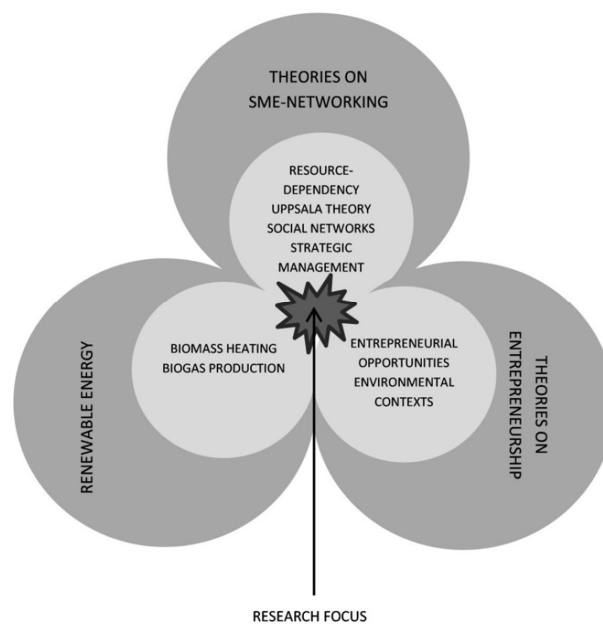 THEORIES ON
SME-NETWORKING
RESOURCE-
DEPENDENCY
UPPSALA THEORY
SOCIAL NETWORKS
STRATEGIC
MANAGEMENT
RENEWABLE ENERGY
BIOMASS HEATING
BIOGAS PRODUCTION
ENTREPRENEURIAL
OPPORTUNITIES
ENVIRONMENTAL
CONTEXTS
THEORIES ON
ENTREPRENEURSHIP
RESEARCH FOCUS